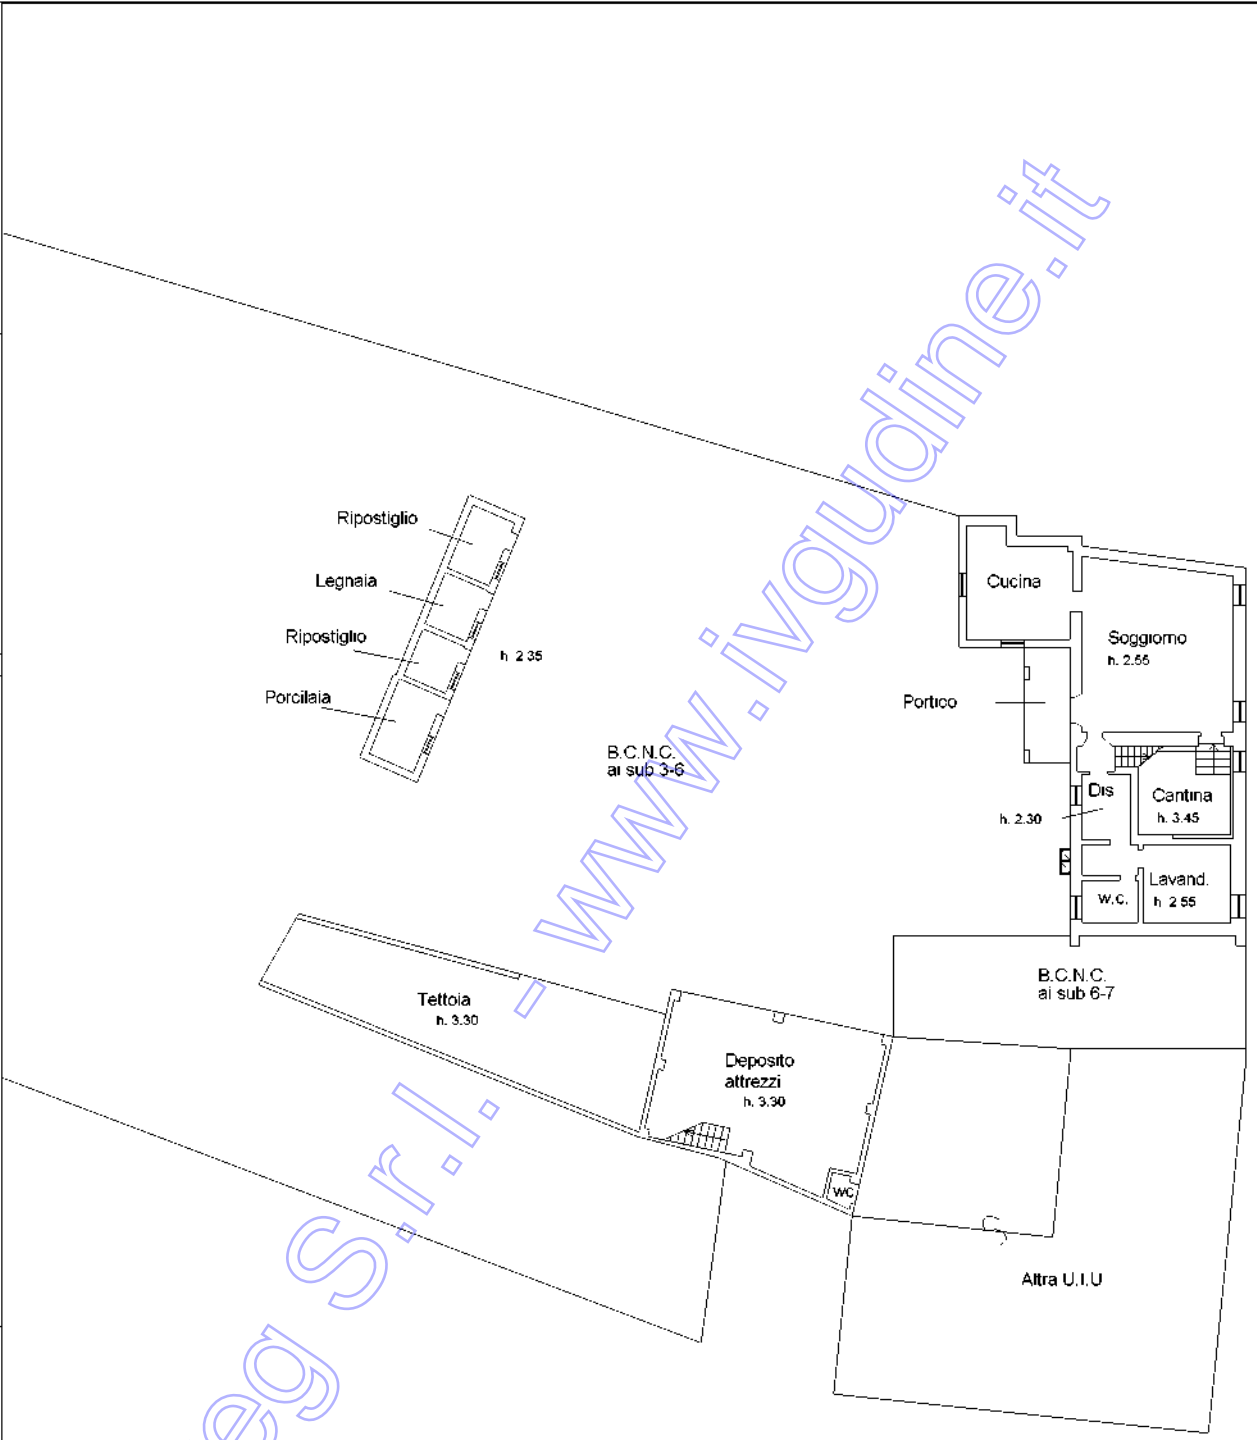 Ripostiglio
Legnaia
Ripostiglio
Porcilaia
h. 2.35
B.C.N.C.
ai sub 3-6
Cucina
Soggiorno
h. 2.55
Portico
Dis
h. 2.30
Cantina
h. 3.45
Lavand.
h. 2.55
W.C.
B.C.N.C.
ai sub 6-7
Tettoia
h. 3.30
Deposito
attrezzi
h. 3.30
WC
Altra U.I.U
eg S.r.l. - www.ivgudine.it